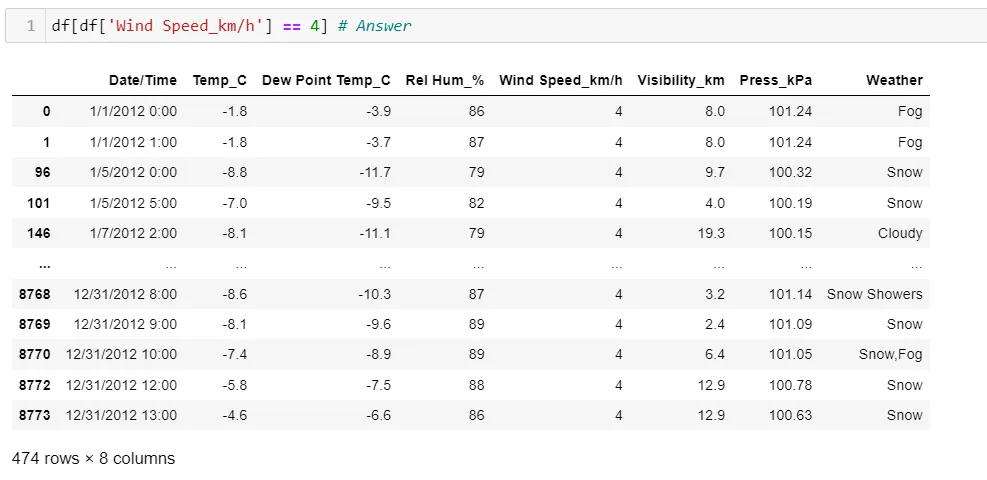 1 df[df['Wind Speed_km/h'] == 4] # Answer
Date/Time Temp_C Dew Point Temp_C Rel Hum_% Wind Speed_km/h Visibility_km Press_kPa Weather
0 1/1/2012 0:00 -1.8 -3.9 86 4 8.0 101.24 Fog
1 1/1/2012 1:00 -1.8 -3.7 87 4 8.0 101.24 Fog
96 1/5/2012 0:00 -8.8 -11.7 79 4 9.7 100.32 Snow
101 1/5/2012 5:00 -7.0 -9.5 82 4 4.0 100.19 Snow
146 1/7/2012 2:00 -8.1 -11.1 79 4 19.3 100.15 Cloudy
... ... ... ... ... ... ... ... ...
8768 12/31/2012 8:00 -8.6 -10.3 87 4 3.2 101.14 Snow Showers
8769 12/31/2012 9:00 -8.1 -9.6 89 4 2.4 101.09 Snow
8770 12/31/2012 10:00 -7.4 -8.9 89 4 6.4 101.05 Snow,Fog
8772 12/31/2012 12:00 -5.8 -7.5 88 4 12.9 100.78 Snow
8773 12/31/2012 13:00 -4.6 -6.6 86 4 12.9 100.63 Snow
474 rows × 8 columns